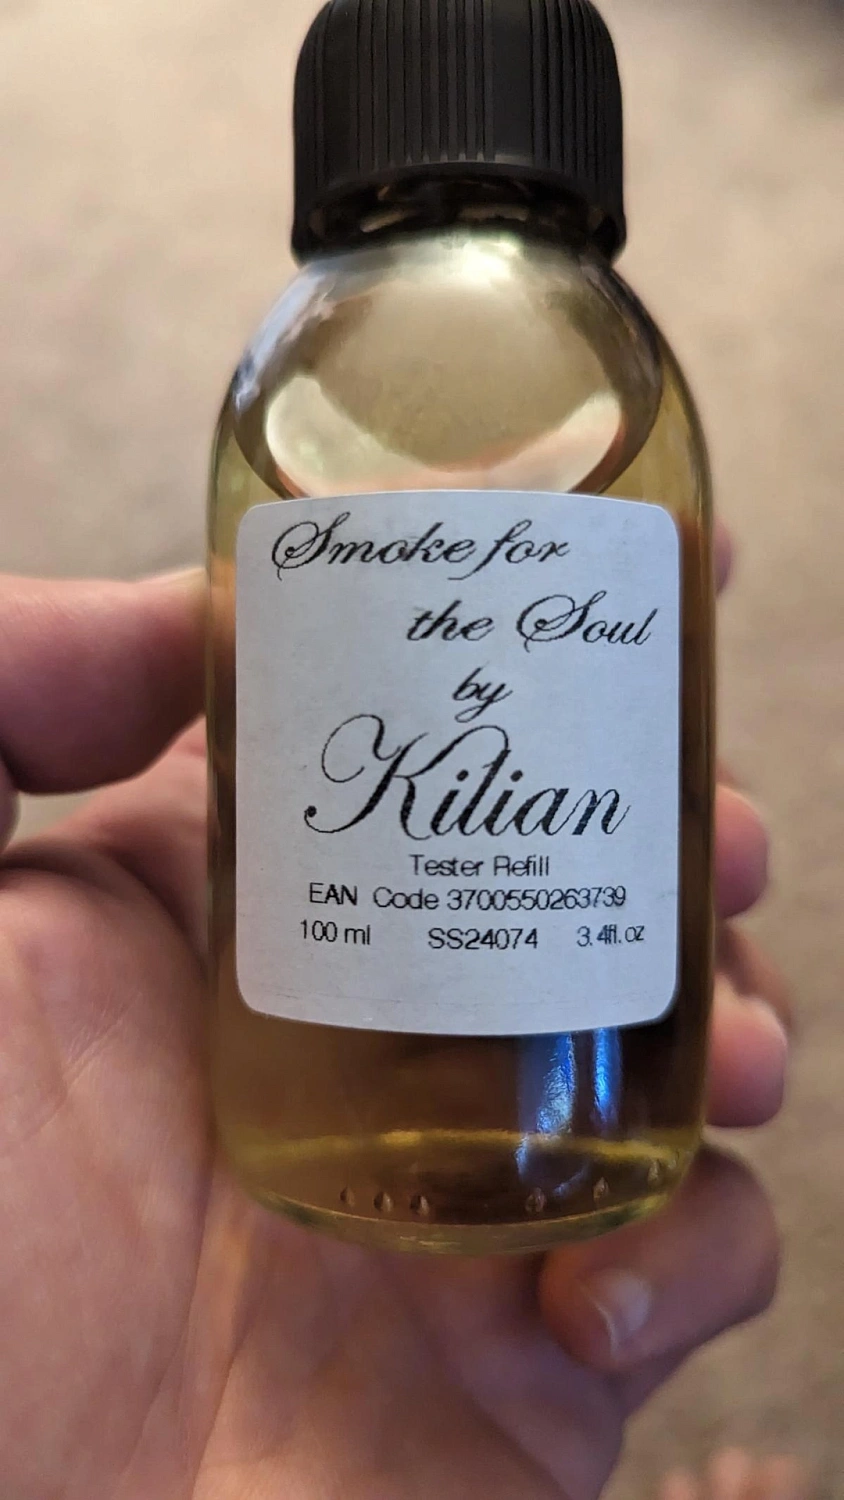 Smoke for
the Soul
by
Kilian
Tester Refill
EAN Code 3700550263739
100 ml SS24074 3.4fl.oz